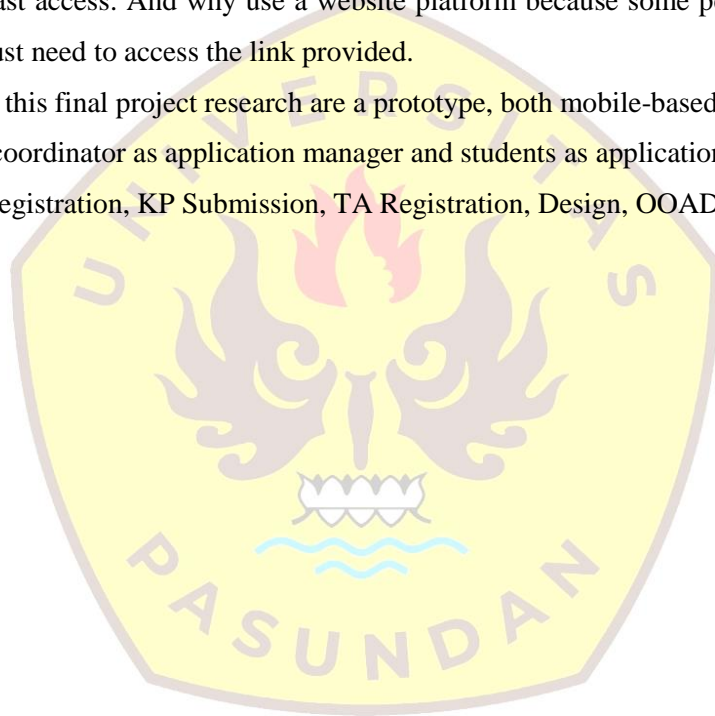 ast access. And why use a website platform because some pe
ust need to access the link provided.
this final project research are a prototype, both mobile-based
coordinator as application manager and students as application
egistration, KP Submission, TA Registration, Design, OOAD
UNIVERSITAS
PASUNDAN